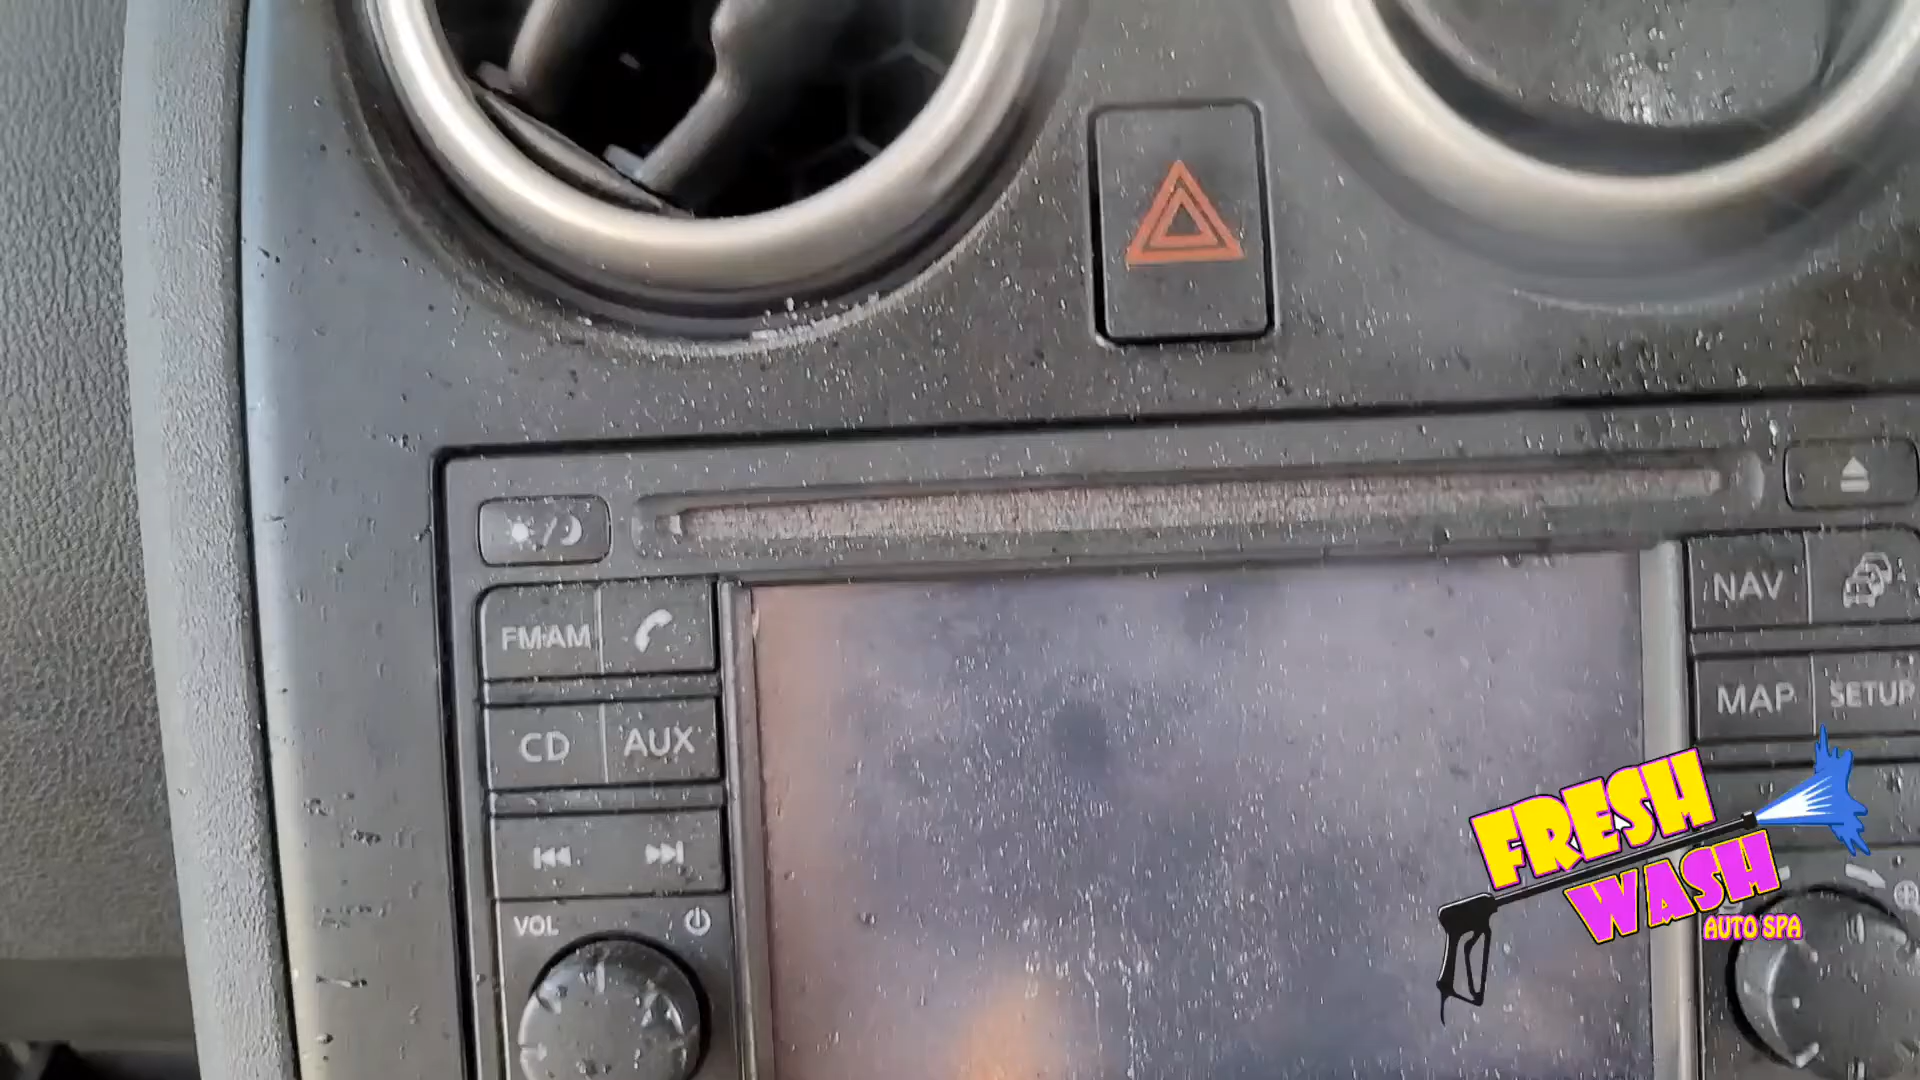 FM·AM
CD
AUX
VOL
NAV
MAP
SETUP
FRESH
WASH
AUTO SPA